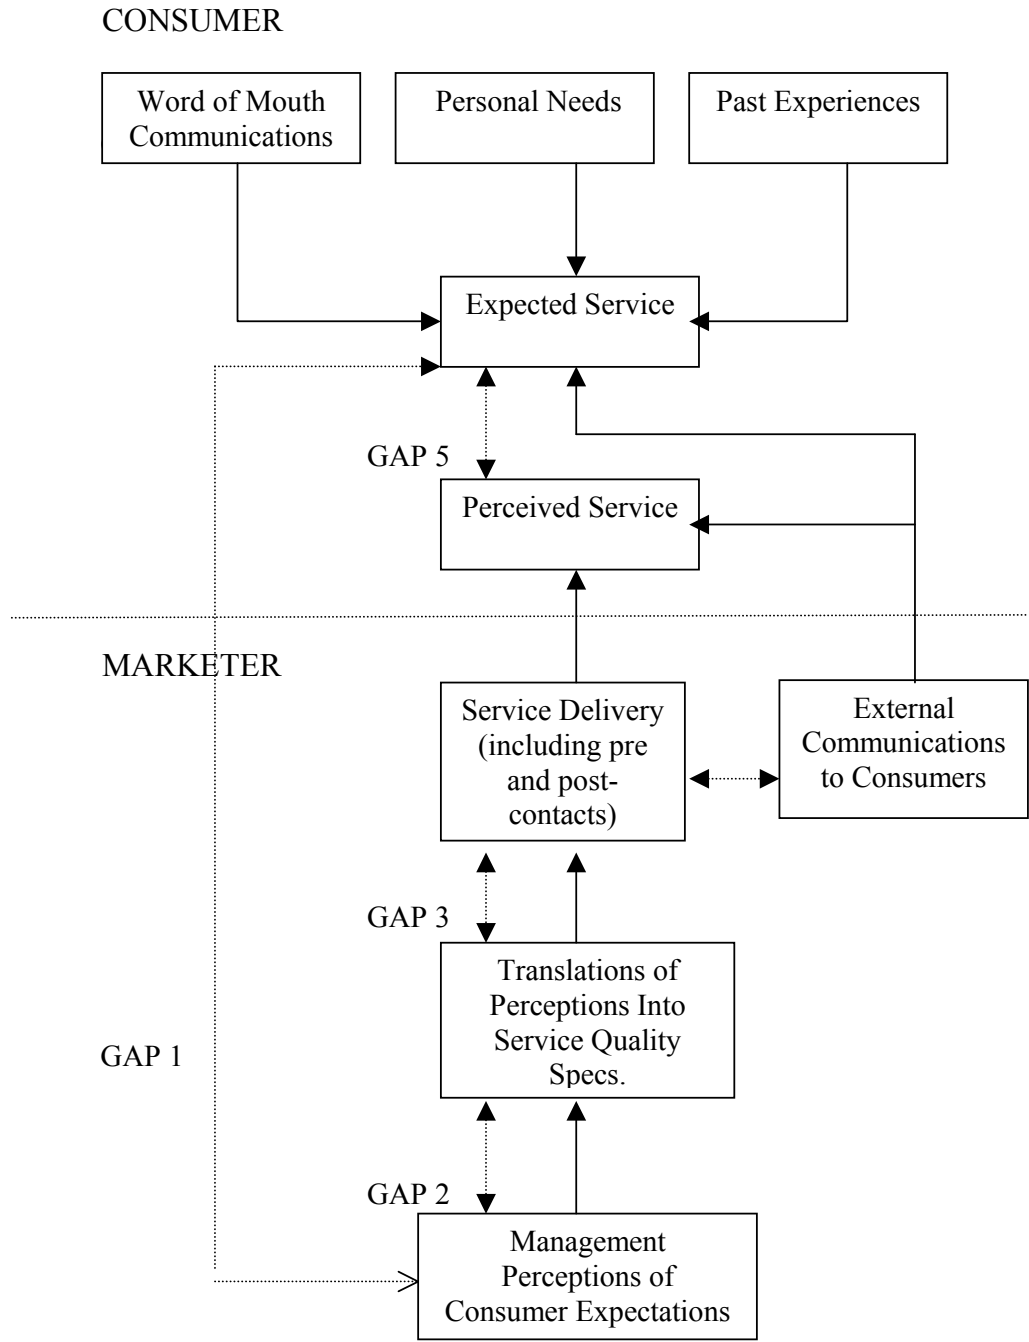 CONSUMER
Word of Mouth
Communications
Personal Needs
Past Experiences
Expected Service
GAP 5
Perceived Service
MARKETER
Service Delivery
(including pre
and post-
contacts)
External
Communications
to Consumers
GAP 3
Translations of
Perceptions Into
Service Quality
Specs.
GAP 1
GAP 2
Management
Perceptions of
Consumer Expectations